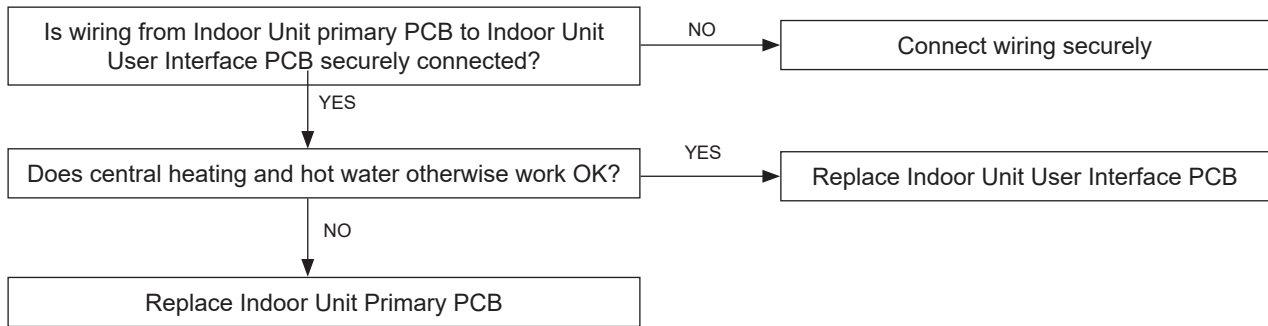 Is wiring from Indoor Unit primary PCB to Indoor Unit
User Interface PCB securely connected?
NO
Connect wiring securely
YES
Does central heating and hot water otherwise work OK?
YES
Replace Indoor Unit User Interface PCB
NO
Replace Indoor Unit Primary PCB